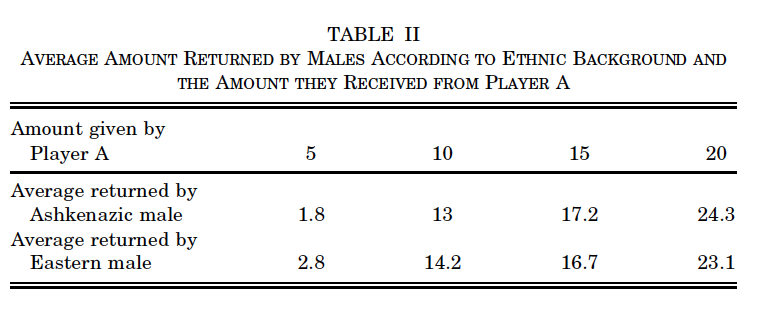 TABLE II
AVERAGE AMOUNT RETURNED BY MALES ACCORDING TO ETHNIC BACKGROUND AND
THE AMOUNT THEY RECEIVED FROM PLAYER A
Amount given by
Player A 5 10 15 20
Average returned by
Ashkenazic male 1.8 13 17.2 24.3
Average returned by
Eastern male 2.8 14.2 16.7 23.1